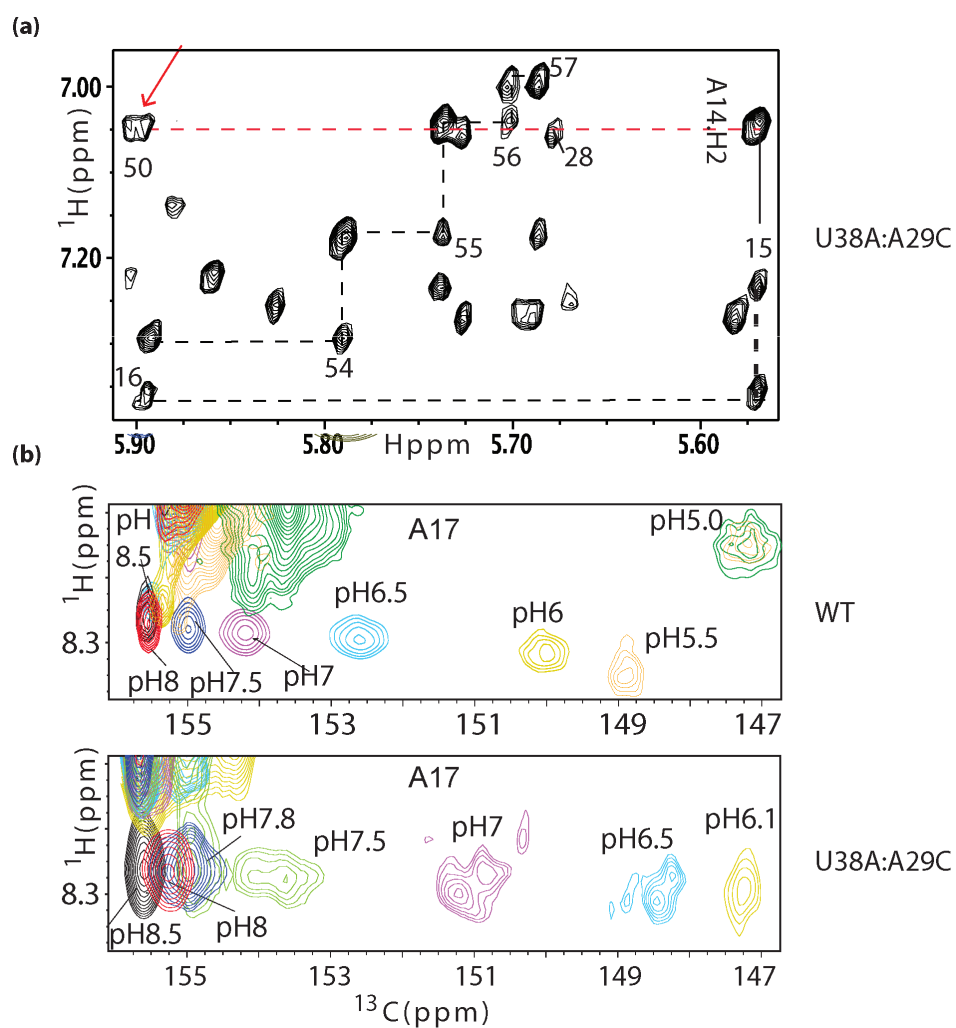 (a)
57
7.00
A14.H2
50
56
28
¹H(ppm)
U38A:A29C
55
15
7.20
16
54
5.90
5.80
Hppm
5.70
5.60
(b)
pH
8.5
A17
pH5.0
¹H(ppm)
pH6.5
pH6
WT
8.3
pH5.5
pH8
pH7.5
pH7
155
153
151
149
147
A17
¹H(ppm)
pH7.8
pH7.5
pH7
pH6.5
pH6.1
U38A:A29C
8.3
pH8.5
pH8
155
153
151
149
147
¹³C(ppm)